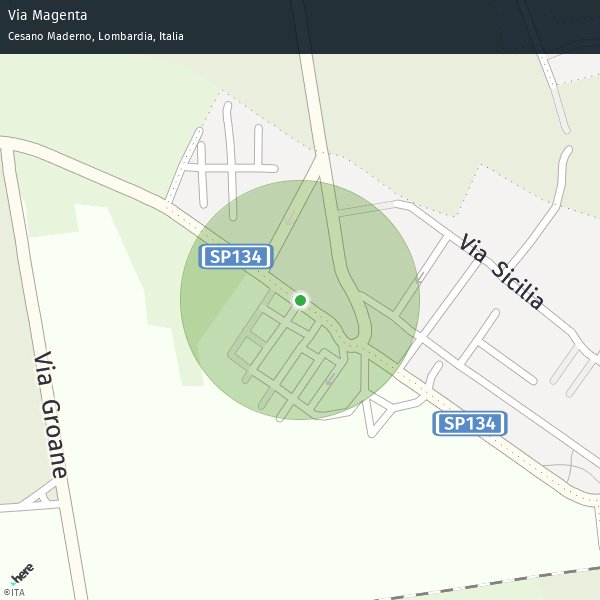 Via Magenta
Cesano Maderno, Lombardia, Italia
SP134
Via Sicilia
Via Groane
SP134
here
©ITA